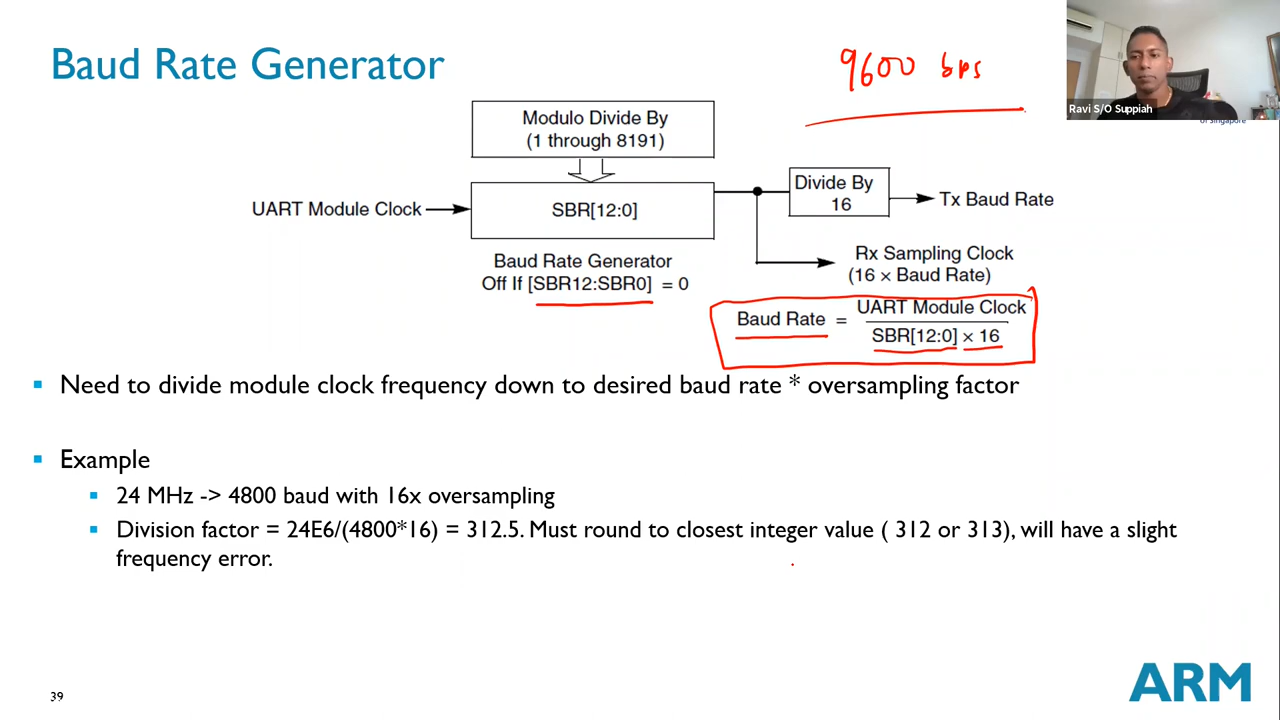 Baud Rate Generator
9600 bps
Ravi S/O Suppiah
of Singapore
Modulo Divide By
(1 through 8191)
UART Module Clock
SBR[12:0]
Divide By
16
Tx Baud Rate
Baud Rate Generator
Off If [SBR12:SBR0] = 0
Rx Sampling Clock
(16 × Baud Rate)
Baud Rate = UART Module Clock
SBR[12:0] × 16
▪ Need to divide module clock frequency down to desired baud rate * oversampling factor
▪ Example
▪ 24 MHz -> 4800 baud with 16x oversampling
▪ Division factor = 24E6/(4800*16) = 312.5. Must round to closest integer value ( 312 or 313), will have a slight
frequency error.
39
ARM